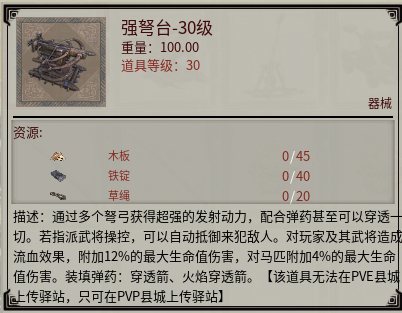 强弩台-30级
重量：100.00
道具等级：30
器械
资源:
木板 0/45
铁锭 0/40
草绳 0/20
描述：通过多个弩弓获得超强的发射动力，配合弹药甚至可以穿透一
切。若指派武将操控，可以自动抵御来犯敌人。对玩家及其武将造成
流血效果，附加12%的最大生命值伤害，对马匹附加4%的最大生命
值伤害。装填弹药：穿透箭、火焰穿透箭。【该道具无法在PVE县城
上传驿站，只可在PVP县城上传驿站】